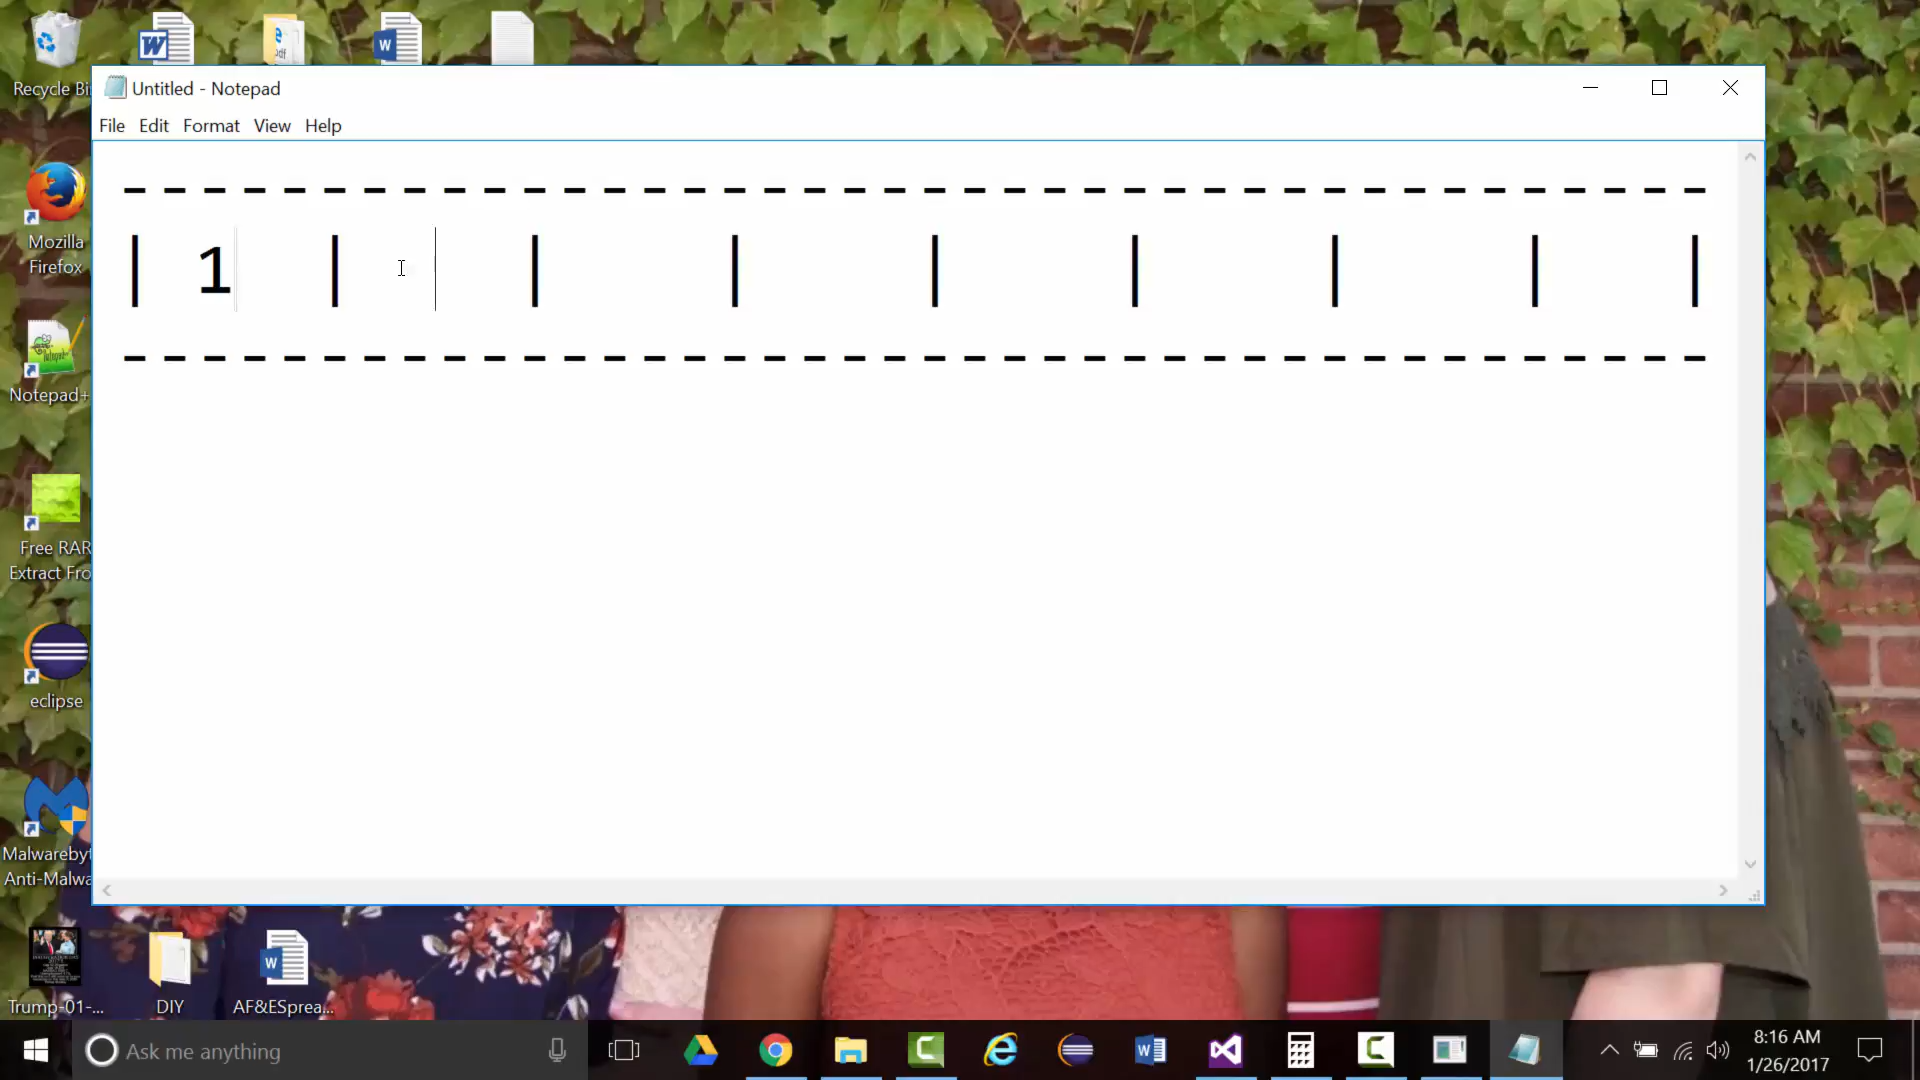 Recycle Bi
Untitled - Notepad
File Edit Format View Help
- - - - - - - - - - - - - - - - - - - - - - - - - - - - - - - - - - - - - - - -
| 1 | | | | | | | |
- - - - - - - - - - - - - - - - - - - - - - - - - - - - - - - - - - - - - - - -
Mozilla
Firefox
Notepad+
Free RAR
Extract Fro
eclipse
Malwareby
Anti-Malwa
Trump-01-...
DIY
AF&ESprea...
Ask me anything
8:16 AM
1/26/2017